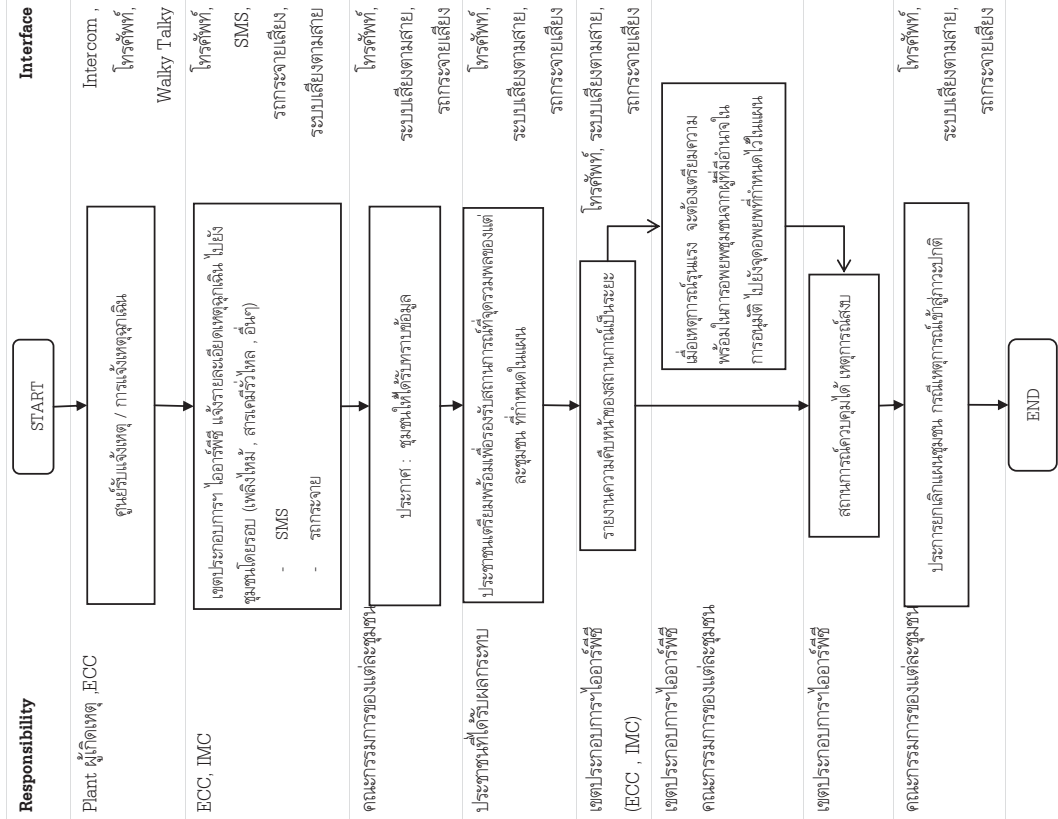 Responsibility
Interface
START
Plant ผู้เกิดเหตุ ,ECC
ศูนย์รับแจ้งเหตุ / การแจ้งเหตุฉุกเฉิน
Intercom ,
โทรศัพท์,
Walky Talky
ECC, IMC
เขตประกอบการฯ ไออาร์พีซี แจ้งรายละเอียดเหตุฉุกเฉิน ไปยัง
ชุมชนโดยรอบ (เพลิงไหม้ , สารเคมีรั่วไหล , อื่นๆ)
- SMS
- รถกระจาย
โทรศัพท์,
SMS,
รถกระจายเสียง,
ระบบเสียงตามสาย
คณะกรรมการของแต่ละชุมชน
ประกาศ : ชุมชนให้ได้รับทราบข้อมูล
โทรศัพท์,
ระบบเสียงตามสาย,
รถกระจายเสียง
ประชาชนที่ได้รับผลกระทบ
ประชาชนเตรียมพร้อมเพื่อรองรับสถานการณ์ที่จุดรวมพลของแต่
ละชุมชน ที่กำหนดในแผน
โทรศัพท์,
ระบบเสียงตามสาย,
รถกระจายเสียง
เขตประกอบการฯไออาร์พีซี
(ECC , IMC)
รายงานความคืบหน้าของสถานกาณ์เป็นระยะ
โทรศัพท์, ระบบเสียงตามสาย,
รถกระจายเสียง
เขตประกอบการฯไออาร์พีซี
คณะกรรมการของแต่ละชุมชน
เมื่อเหตุการณ์รุนแรง จะต้องเตรียมความ
พร้อมในการอพยพชุมชนจากผู้ที่มีอำนาจใน
การอนุมัติ ไปยังจุดอพยพที่กำหนดไว้ในแผน
เขตประกอบการฯไออาร์พีซี
สถานการณ์ควบคุมได้ เหตุการณ์สงบ
คณะกรรมการของแต่ละชุมชน
ประการยกเลิกแผนชุมชน กรณีเหตุการณ์เข้าสู่ภาวะปกติ
โทรศัพท์,
ระบบเสียงตามสาย,
รถกระจายเสียง
END